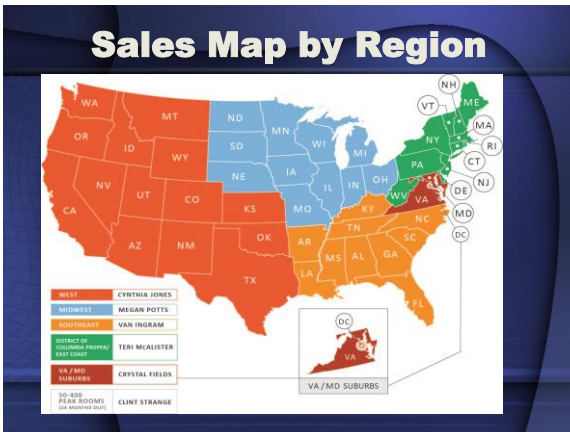 Sales Map by Region
NH
VT
ME
WA
MT
ND
MN
MA
OR
ID
SD
WI
NY
RI
WY
MI
CT
NE
IA
PA
NJ
NV
UT
CO
IL
IN
OH
WV
DE
CA
KS
MO
KY
VA
MD
AZ
NM
OK
AR
TN
NC
DC
TX
LA
MS
AL
GA
SC
FL
WEST CYNTHIA JONES
MIDWEST MEGAN POTTS
SOUTHEAST VAN INGRAM
DISTRICT OF
COLUMBIA PROPER/
EAST COAST
TERI McALISTER
VA / MD
SUBURBS
CRYSTAL FIELDS
50-400
PEAK ROOMS
(24 MONTHS OUT)
CLINT STRANGE
DC
VA
VA/MD SUBURBS